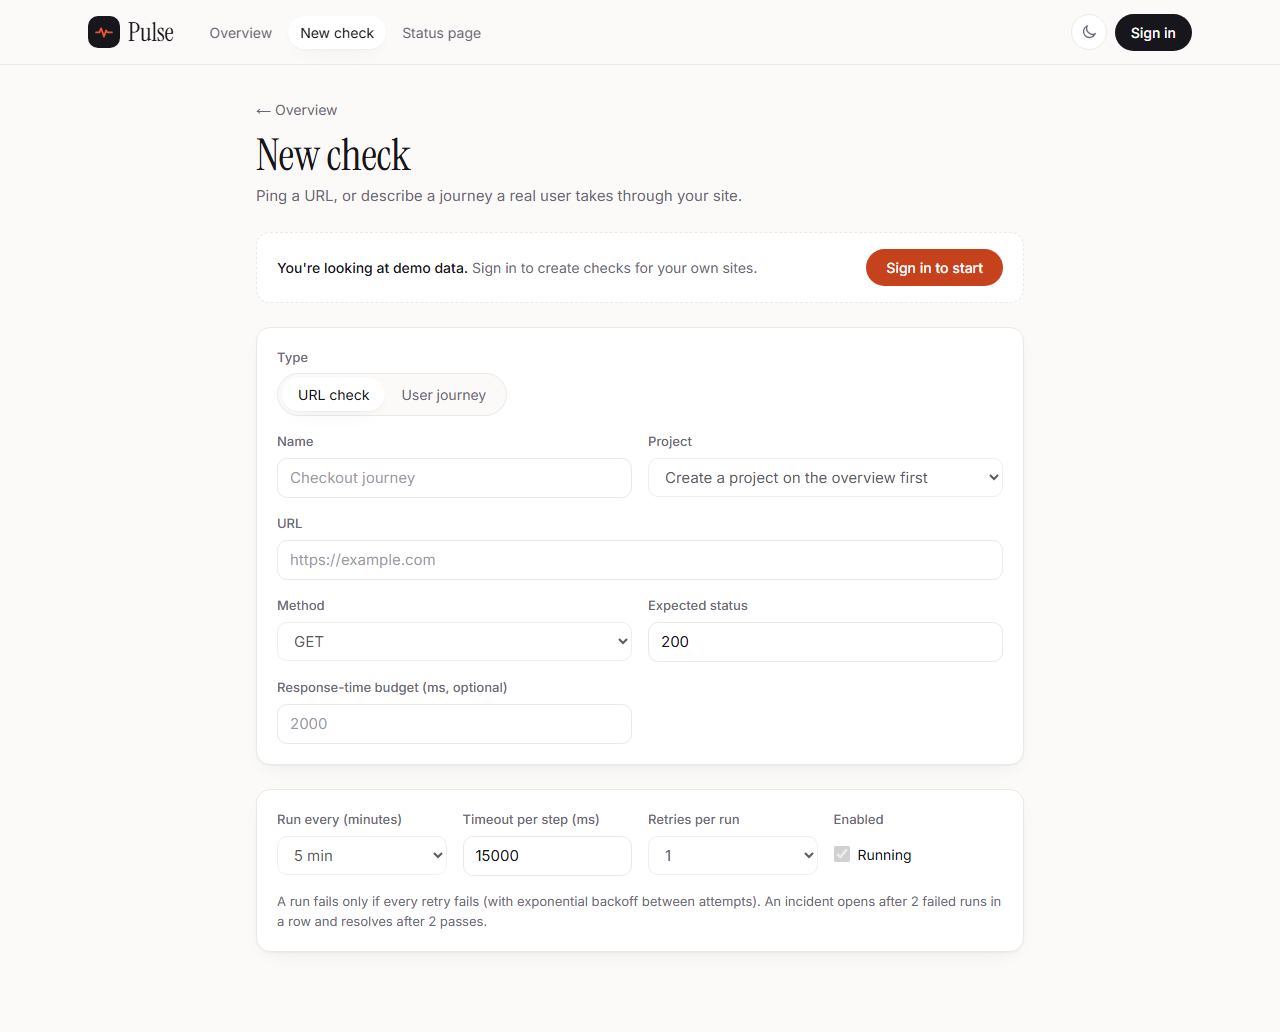 Pulse
Overview
New check
Status page
Sign in
← Overview
New check
Ping a URL, or describe a journey a real user takes through your site.
You're looking at demo data. Sign in to create checks for your own sites.
Sign in to start
Type
URL check
User journey
Name
Project
Checkout journey
Create a project on the overview first
URL
https://example.com
Method
Expected status
GET
200
Response-time budget (ms, optional)
2000
Run every (minutes)
Timeout per step (ms)
Retries per run
Enabled
5 min
15000
1
Running
A run fails only if every retry fails (with exponential backoff between attempts). An incident opens after 2 failed runs in
a row and resolves after 2 passes.